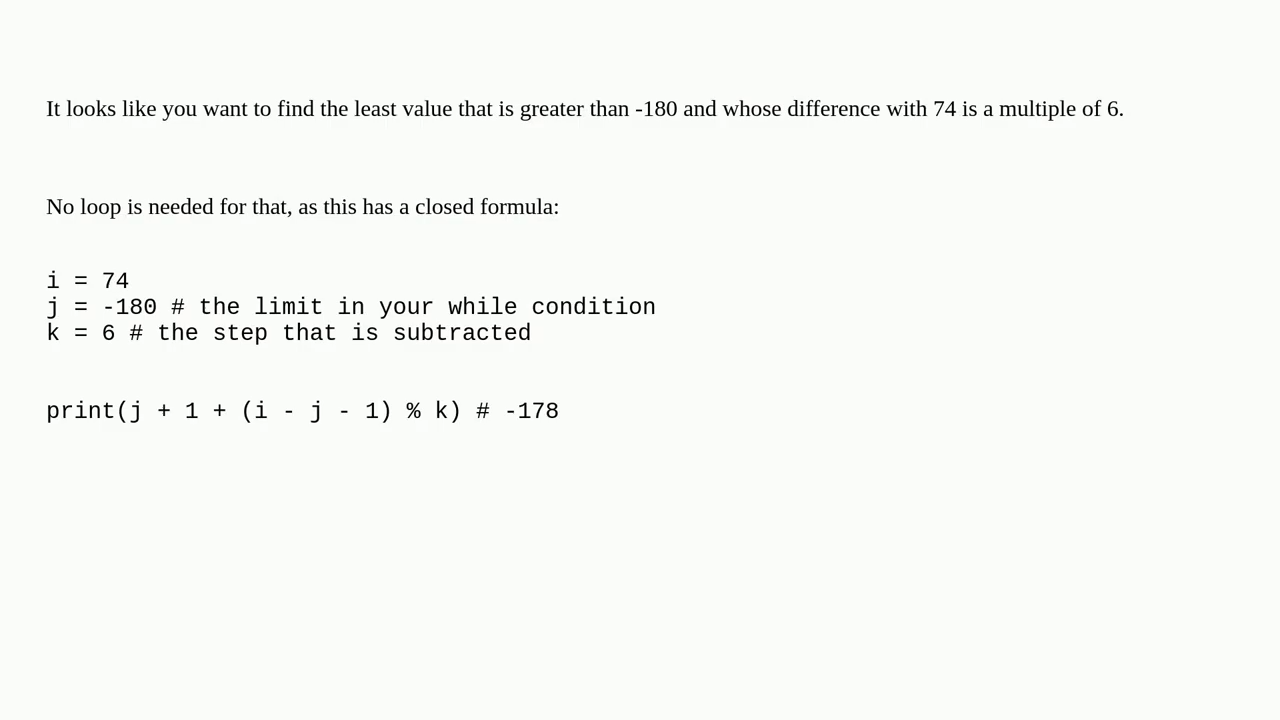 It looks like you want to find the least value that is greater than -180 and whose difference with 74 is a multiple of 6.
No loop is needed for that, as this has a closed formula:
i = 74
j = -180 # the limit in your while condition
k = 6 # the step that is subtracted
print(j + 1 + (i - j - 1) % k) # -178